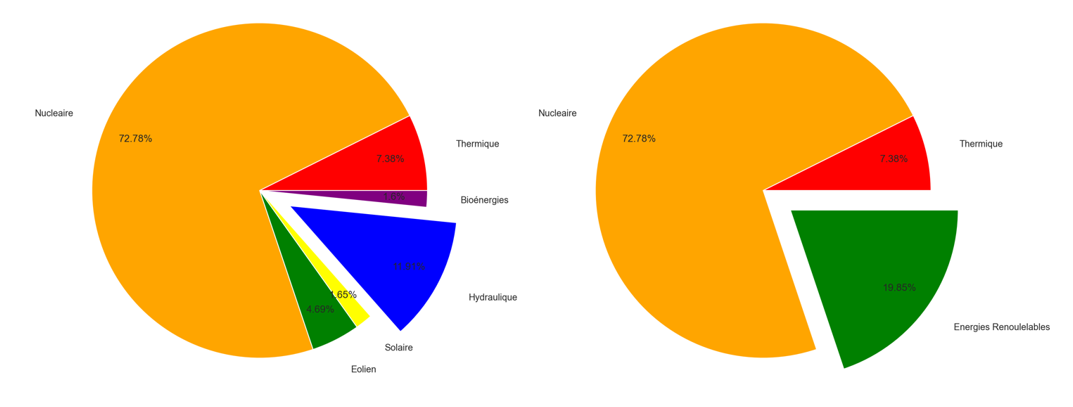 Nucleaire
72.78%
Thermique
7.38%
Bioénergies
Hydraulique
1.65%
Solaire
4.69%
Eolien
Nucleaire
72.78%
Thermique
7.38%
19.85%
Energies Renoulelables